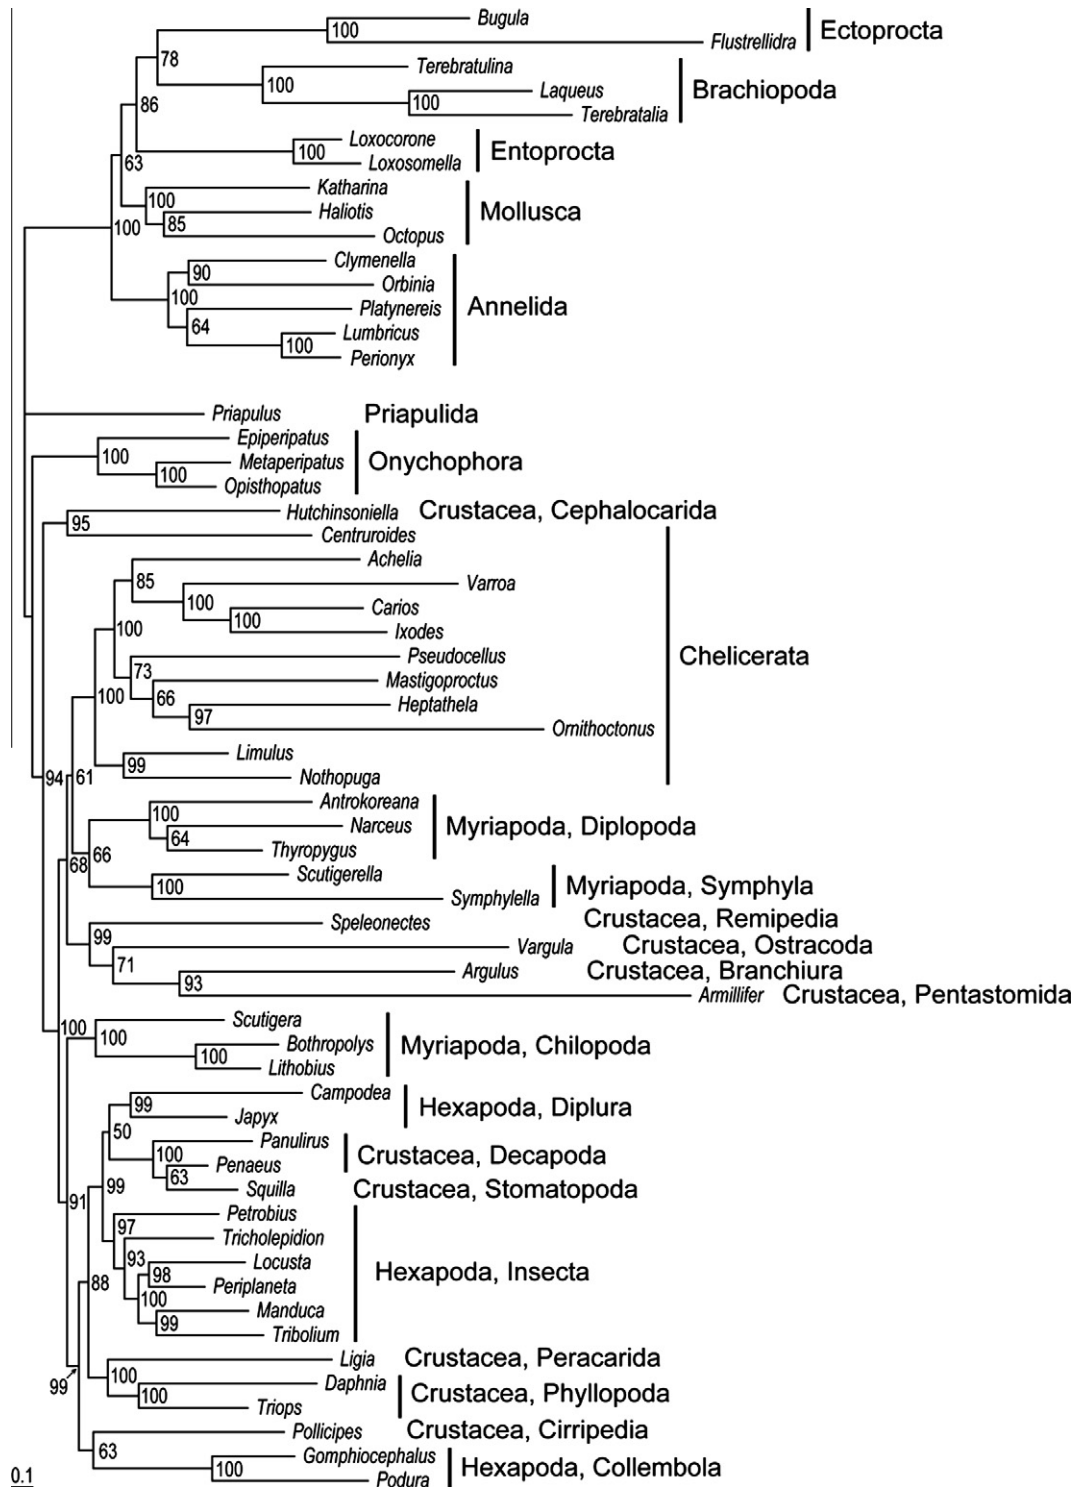 Bugula
100
Flustrellidra
Ectoprocta
78
Terebratulina
100
Laqueus
100
Terebratalia
Brachiopoda
86
Loxocorone
100
Loxosomella
Entoprocta
63
Katharina
100
Haliotis
85
Octopus
Mollusca
100
Clymenella
90
Orbinia
100
Platynereis
64
Lumbricus
100
Perionyx
Annelida
Priapulus Priapulida
Epiperipatus
100
Metaperipatus
100
Opisthopatus
Onychophora
Hutchinsoniella Crustacea, Cephalocarida
95
Centruroides
Achelia
85
Varroa
100
Carios
100
Ixodes
100
Pseudocellus
73
Mastigoproctus
66
Heptathela
97
Ornithoctonus
100
Chelicerata
Limulus
99
Nothopuga
94
61
Antrokoreana
100
Narceus
64
Thyropygus
Myriapoda, Diplopoda
68
66
Scutigerella
100
Symphylella
Myriapoda, Symphyla
Speleonectes Crustacea, Remipedia
99
Vargula Crustacea, Ostracoda
71
Argulus Crustacea, Branchiura
93
Armillifer Crustacea, Pentastomida
100
Scutigera
100
Bothropolys
100
Lithobius
Myriapoda, Chilopoda
Campodea
99
Japyx
Hexapoda, Diplura
50
Panulirus
100
Penaeus
63
Crustacea, Decapoda
Squilla Crustacea, Stomatopoda
91
99
Petrobius
97
Tricholepidion
93
Locusta
98
Periplaneta
100
Manduca
99
Tribolium
Hexapoda, Insecta
88
Ligia Crustacea, Peracarida
100
Daphnia
100
Triops
Crustacea, Phyllopoda
99
Pollicipes Crustacea, Cirripedia
63
Gomphiocephalus
100
Podura
Hexapoda, Collembola
0.1